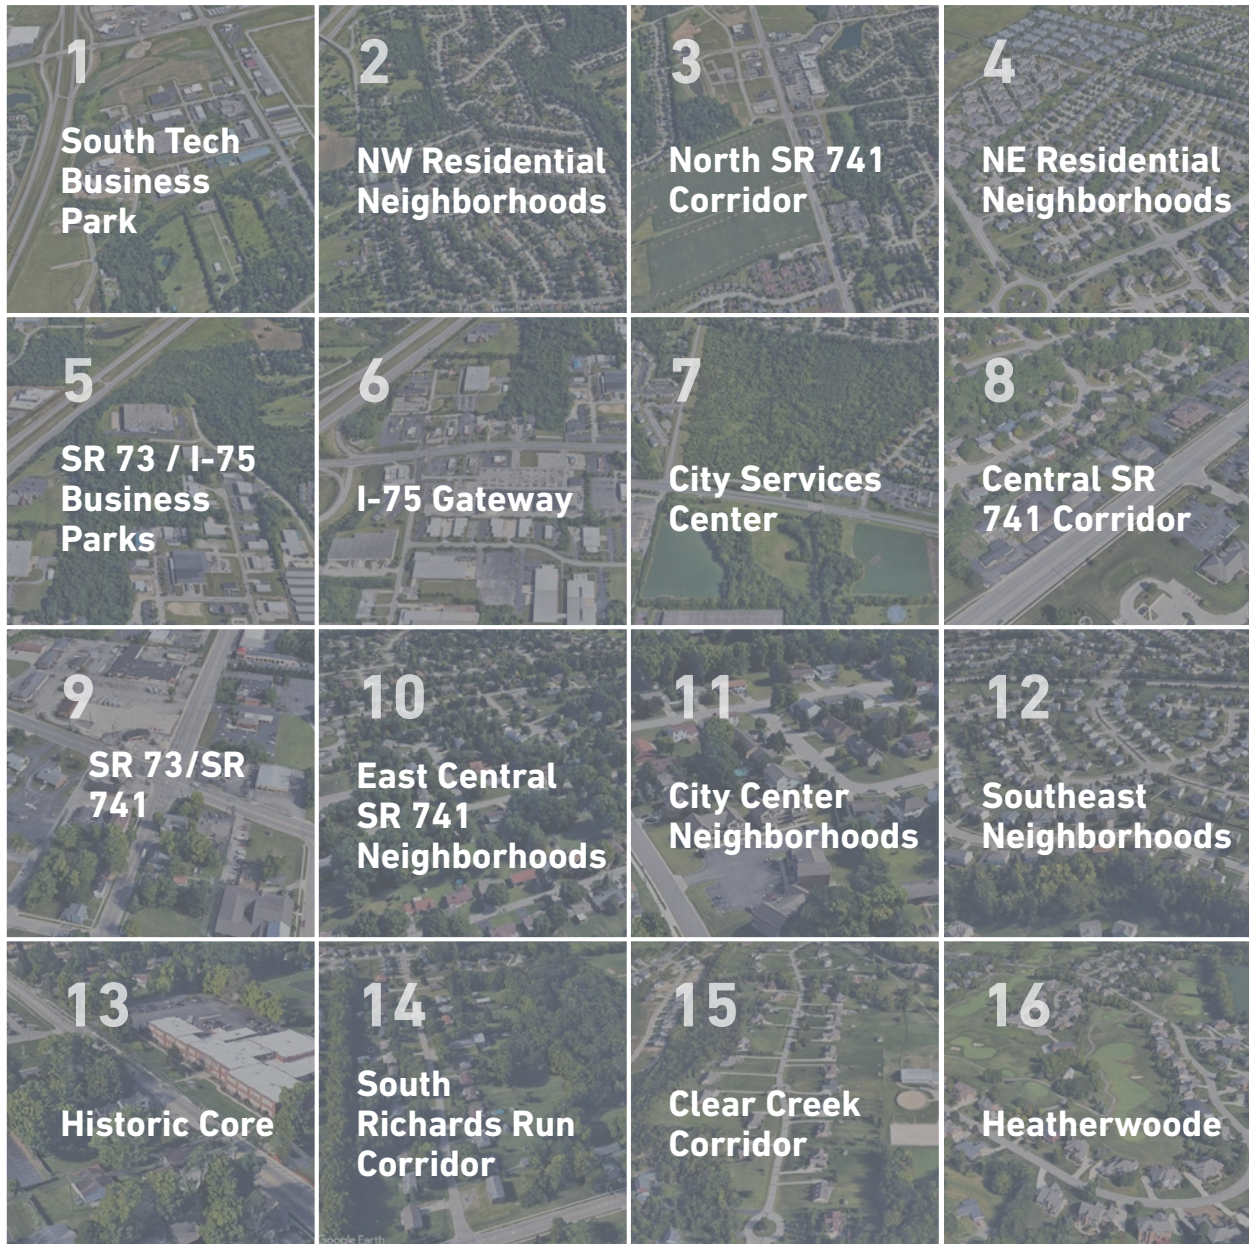 1
South Tech
Business
Park
2
NW Residential
Neighborhoods
3
North SR 741
Corridor
4
NE Residential
Neighborhoods
5
SR 73 / I-75
Business
Parks
6
I-75 Gateway
7
City Services
Center
8
Central SR
741 Corridor
9
SR 73/SR
741
10
East Central
SR 741
Neighborhoods
11
City Center
Neighborhoods
12
Southeast
Neighborhoods
13
Historic Core
14
South
Richards Run
Corridor
Google Earth
15
Clear Creek
Corridor
16
Heatherwoode